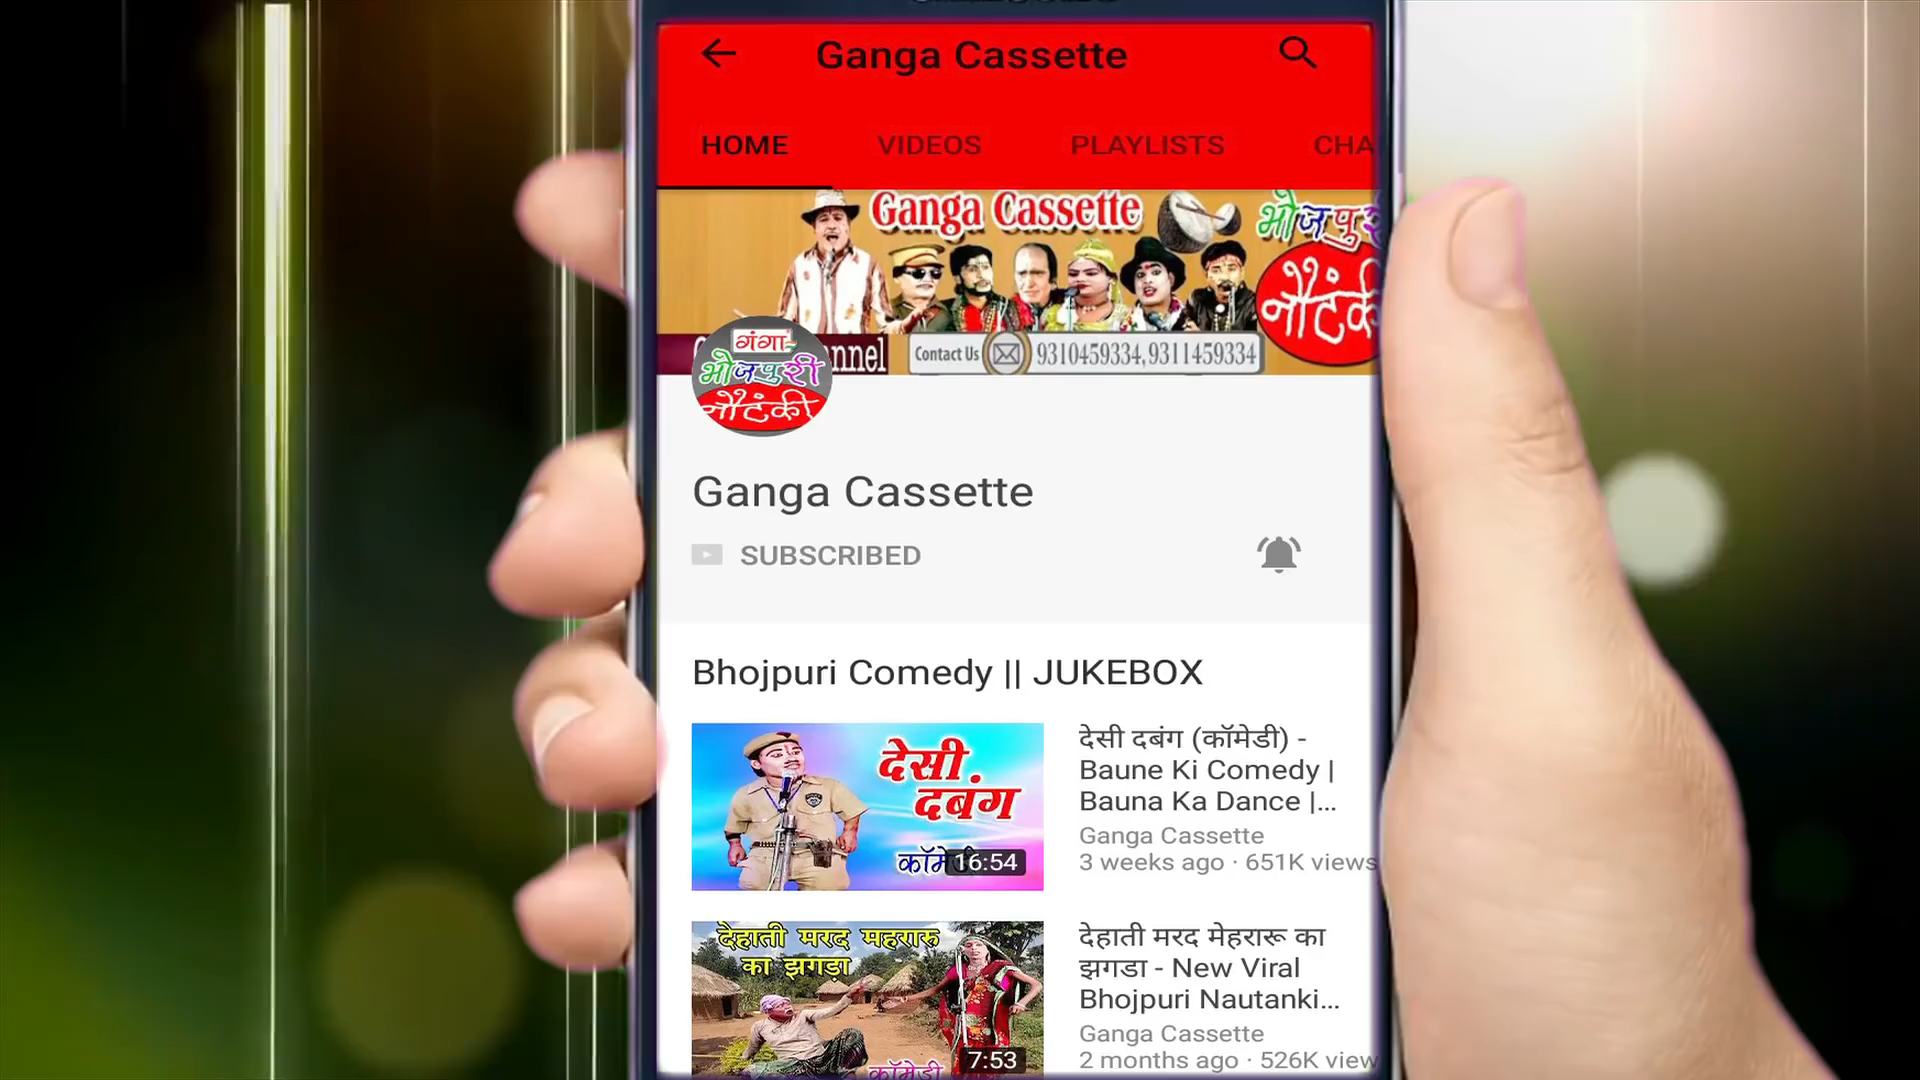 Ganga Cassette
HOME VIDEOS PLAYLISTS CHA
Ganga Cassette
भोजपुरी
नौटंकी
nnel
Contact Us 9310459334,9311459334
गंगा
भोजपुरी
नौटंकी
Ganga Cassette
SUBSCRIBED
Bhojpuri Comedy || JUKEBOX
देसी
दबंग
16:54
देसी दबंग (कॉमेडी) -
Baune Ki Comedy |
Bauna Ka Dance |...
Ganga Cassette
3 weeks ago · 651K views
देहाती मरद महरारू
का झगडा
कॉमेडी
7:53
देहाती मरद मेहरारू का
झगडा - New Viral
Bhojpuri Nautanki...
Ganga Cassette
2 months ago · 526K view